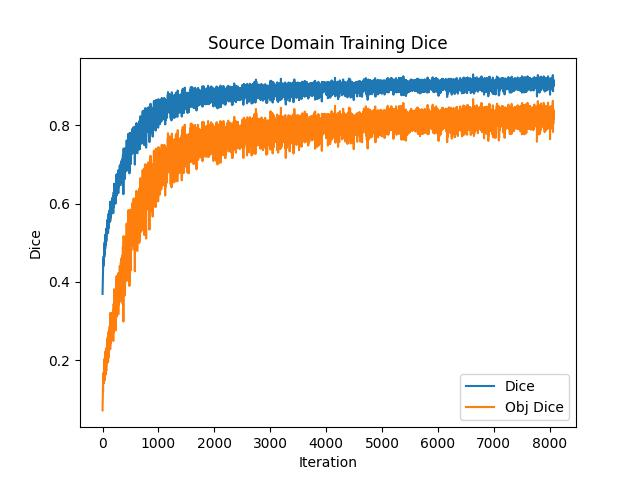 Source Domain Training Dice
Dice
0.8
0.6
0.4
0.2
0 1000 2000 3000 4000 5000 6000 7000 8000
Iteration
Dice
Obj Dice